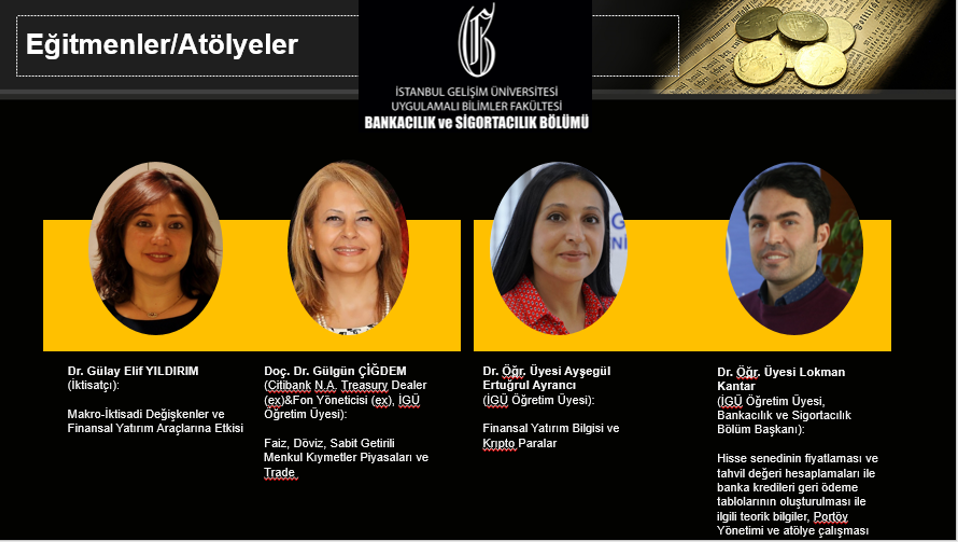 Eğitmenler/Atölyeler
İSTANBUL GELİŞİM ÜNİVERSİTESİ
UYGULAMALI BİLİMLER FAKÜLTESİ
BANKACILIK ve SİGORTACILIK BÖLÜMÜ
Dr. Gülay Elif YILDIRIM
(İktisatçı):
Makro-İktisadi Değişkenler ve
Finansal Yatırım Araçlarına Etkisi
Doç. Dr. Gülgün ÇİĞDEM
(Citibank N.A. Treasury Dealer
(ex)&Fon Yöneticisi (ex), İGÜ
Öğretim Üyesi):
Faiz, Döviz, Sabit Getirili
Menkul Kıymetler Piyasaları ve
Trade
Dr. Öğr. Üyesi Ayşegül
Ertuğrul Ayrancı
(İGÜ Öğretim Üyesi):
Finansal Yatırım Bilgisi ve
Kripto Paralar
Dr. Öğr. Üyesi Lokman
Kantar
(İGÜ Öğretim Üyesi,
Bankacılık ve Sigortacılık
Bölüm Başkanı):
Hisse senedinin fiyatlaması ve
tahvil değeri hesaplamaları ile
banka kredileri geri ödeme
tablolarının oluşturulması ile
ilgili teorik bilgiler, Portöy
Yönetimi ve atölye çalışması